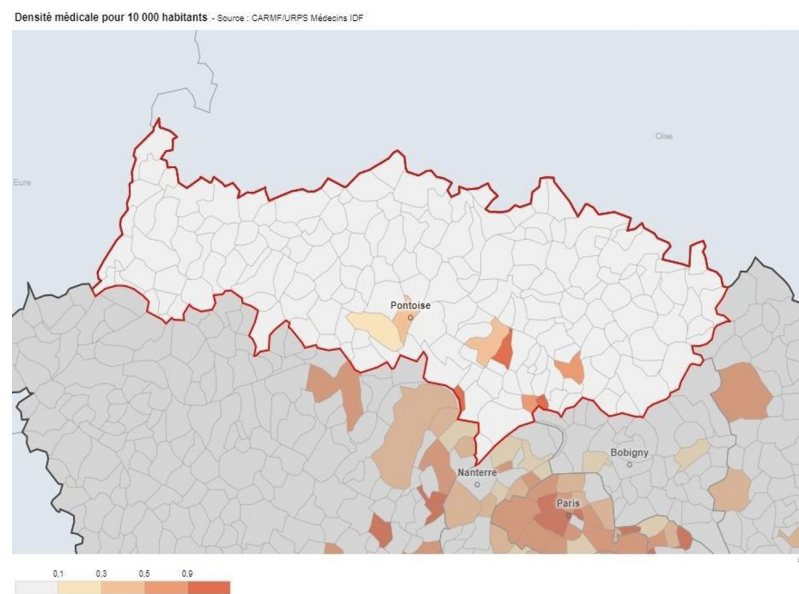 Densité médicale pour 10 000 habitants - Source : CARMF/URPS Médecins IDF
Oise
Eure
Pontoise
Bobigny
Nanterre
Paris
0,1 0,3 0,5 0,9